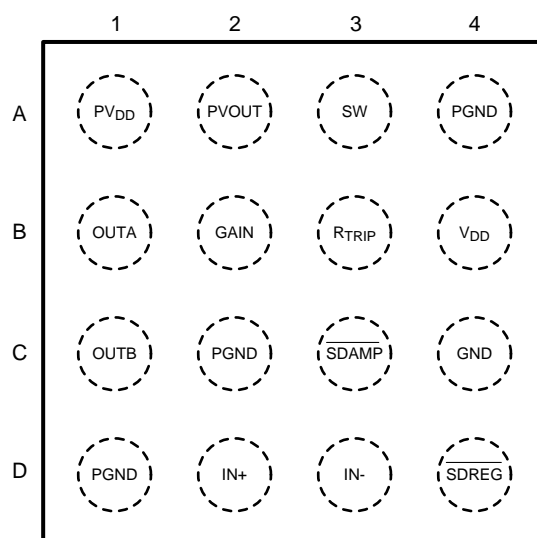 1 2 3 4
A PVDD PVOUT SW PGND
B OUTA GAIN RTRIP VDD
C OUTB PGND SDAMP GND
D PGND IN+ IN- SDREG